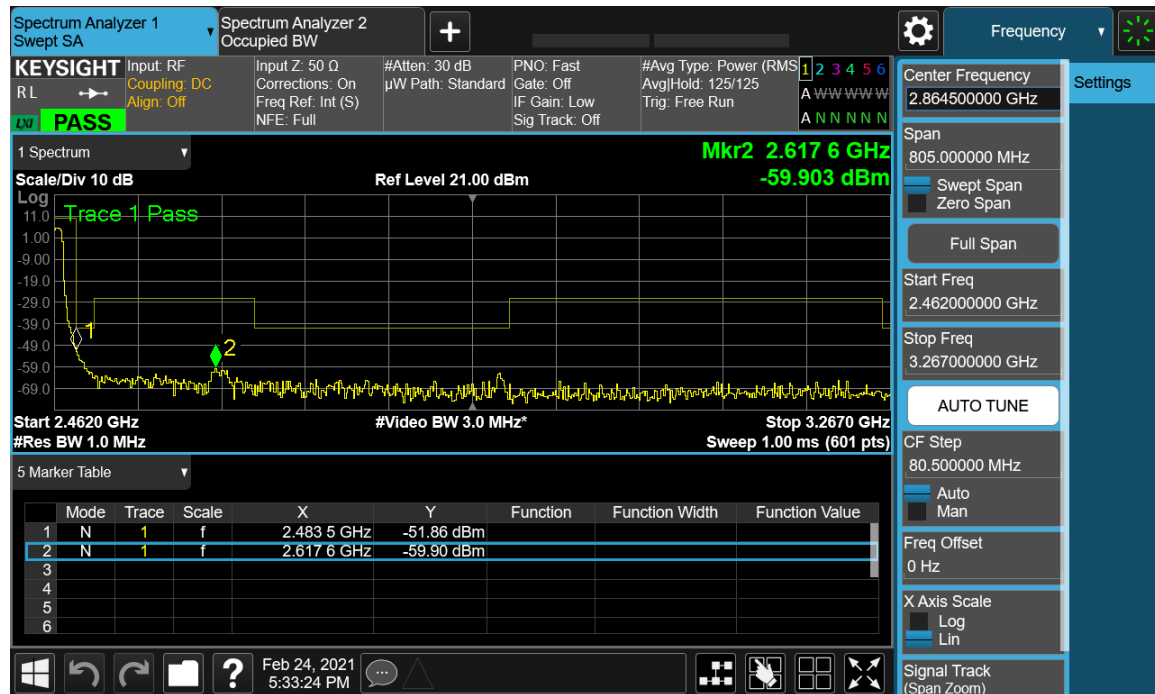 Spectrum Analyzer 1
Swept SA
Spectrum Analyzer 2
Occupied BW
+
Frequency
KEYSIGHT
R L
LXI
PASS
Input: RF
Coupling: DC
Align: Off
Input Z: 50 Ω
Corrections: On
Freq Ref: Int (S)
NFE: Full
#Atten: 30 dB
µW Path: Standard
PNO: Fast
Gate: Off
IF Gain: Low
Sig Track: Off
#Avg Type: Power (RMS
Avg|Hold: 125/125
Trig: Free Run
1 2 3 4 5 6
A W W W W W
A N N N N N
1 Spectrum
Mkr2 2.617 6 GHz
-59.903 dBm
Scale/Div 10 dB
Ref Level 21.00 dBm
Log
Trace 1 Pass
11.0
1.00
-9.00
-19.0
-29.0
-39.0
-49.0
-59.0
-69.0
1
2
Start 2.4620 GHz
#Video BW 3.0 MHz*
Stop 3.2670 GHz
#Res BW 1.0 MHz
Sweep 1.00 ms (601 pts)
5 Marker Table
Mode Trace Scale X Y Function Function Width Function Value
1 N 1 f 2.483 5 GHz -51.86 dBm
2 N 1 f 2.617 6 GHz -59.90 dBm
3
4
5
6
Feb 24, 2021
5:33:24 PM
?
Center Frequency
2.864500000 GHz
Settings
Span
805.000000 MHz
Swept Span
Zero Span
Full Span
Start Freq
2.462000000 GHz
Stop Freq
3.267000000 GHz
AUTO TUNE
CF Step
80.500000 MHz
Auto
Man
Freq Offset
0 Hz
X Axis Scale
Log
Lin
Signal Track
(Span Zoom)